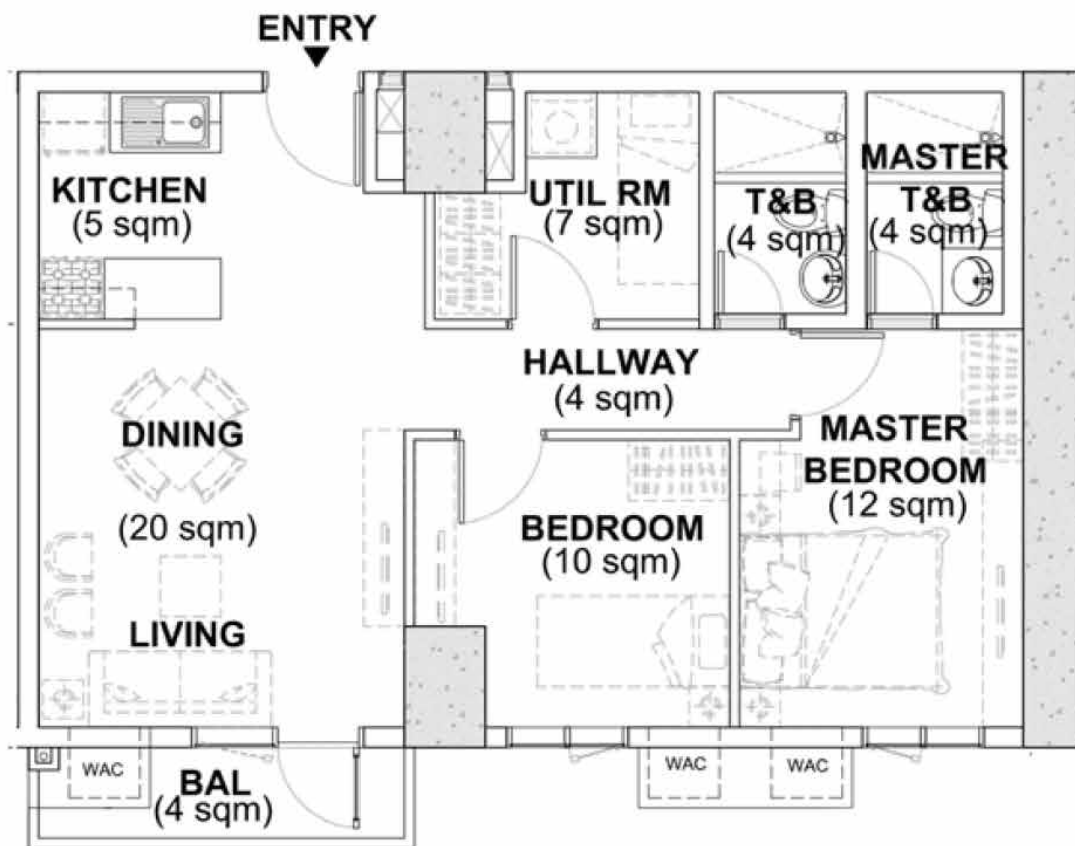 ENTRY
KITCHEN
(5 sqm)
UTIL RM
(7 sqm)
T&B
(4 sqm)
MASTER
T&B
(4 sqm)
HALLWAY
(4 sqm)
DINING
(20 sqm)
LIVING
BEDROOM
(10 sqm)
MASTER
BEDROOM
(12 sqm)
WAC
BAL
(4 sqm)
WAC
WAC